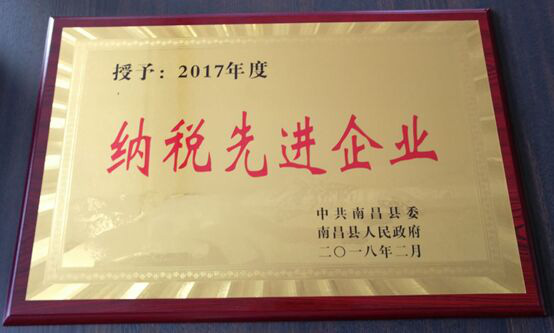 授予：2017年度
纳税先进企业
中共南昌县委
南昌县人民政府
二〇一八年二月